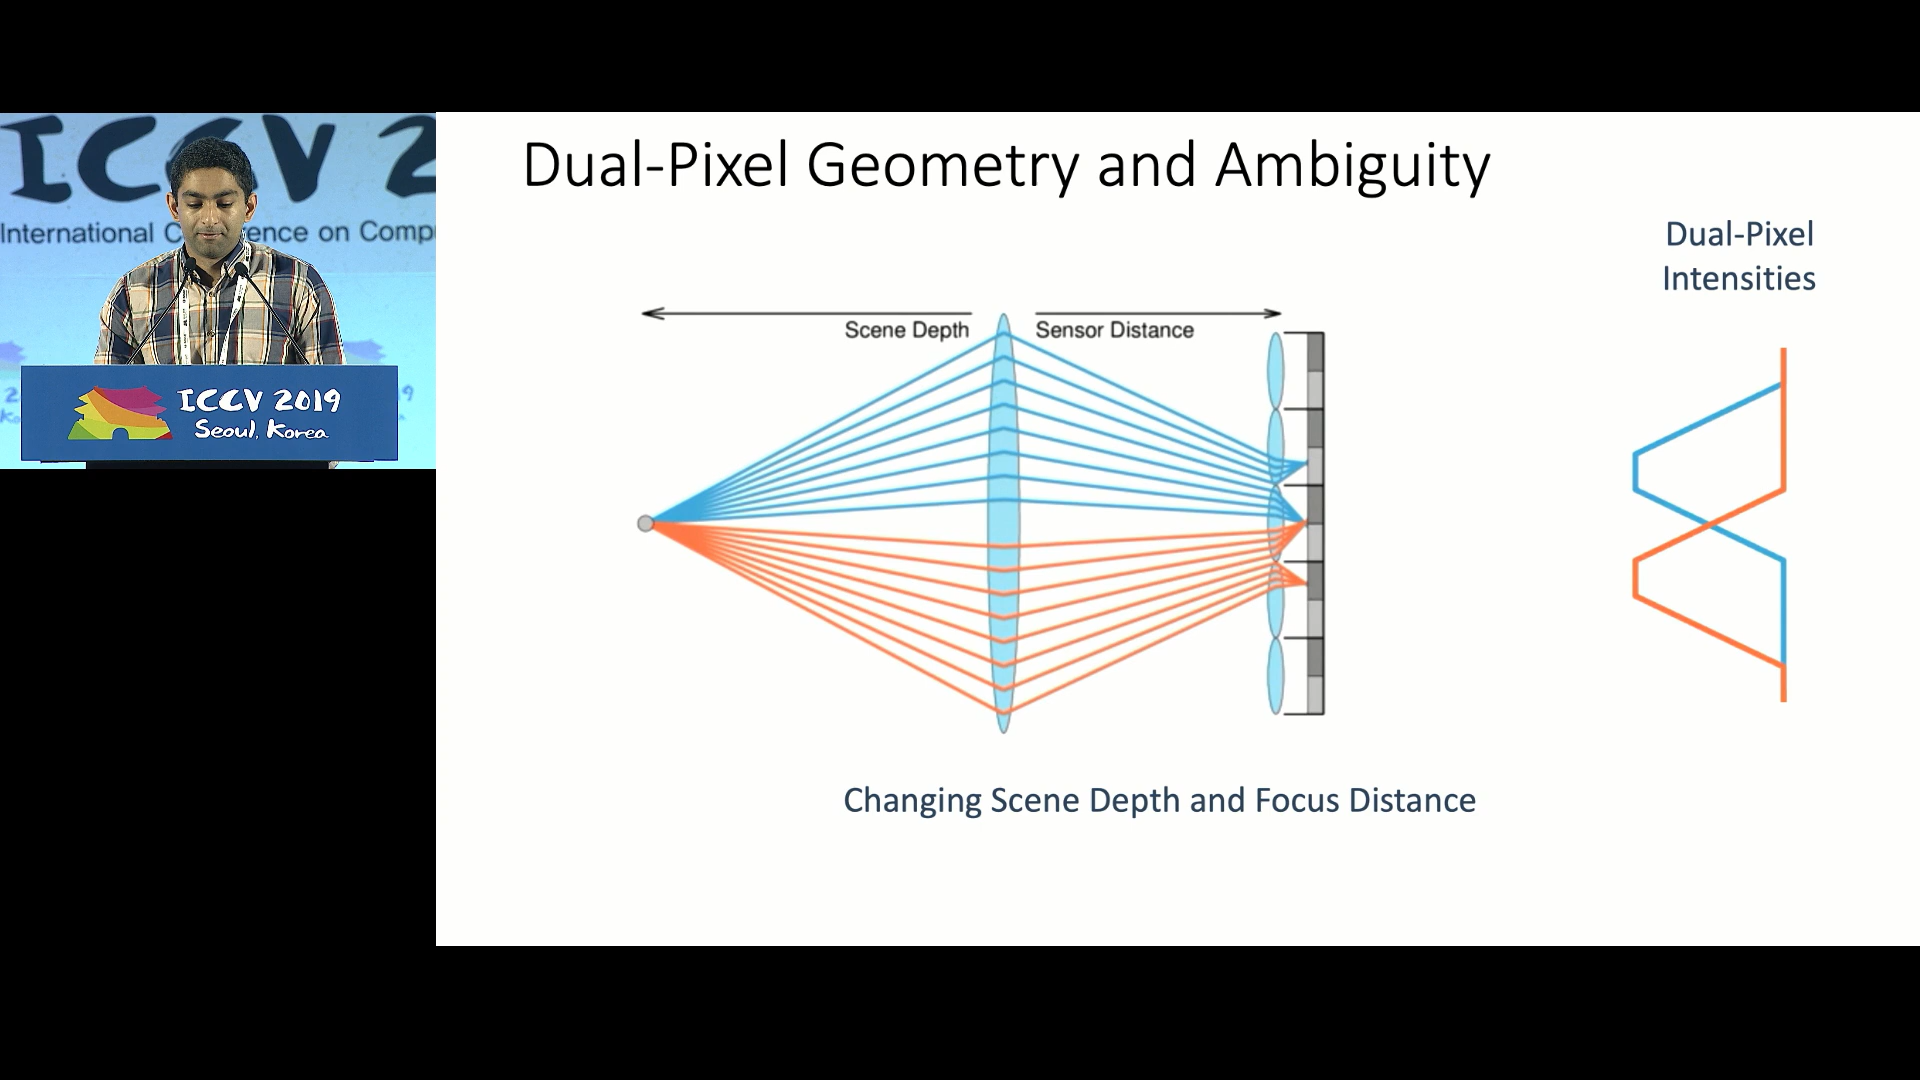 ICCV 2
International C ence on Comp
ICCV 2019
Seoul, Korea
Dual-Pixel Geometry and Ambiguity
Dual-Pixel
Intensities
Scene Depth
Sensor Distance
Changing Scene Depth and Focus Distance